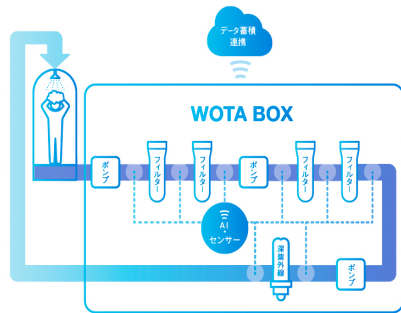 データ蓄積
連携
WOTA BOX
ポンプ
フィルター
フィルター
ポンプ
フィルター
フィルター
AI
・
センサー
深紫外線
ポンプ